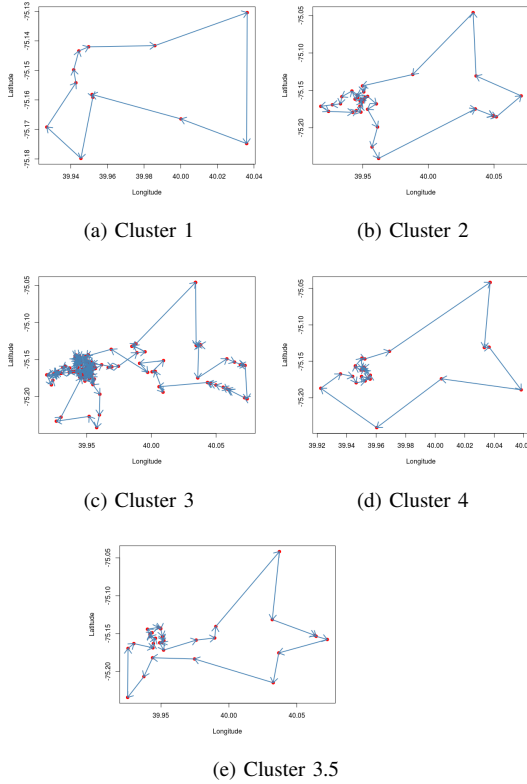 -75.13
-75.14
-75.15
-75.16
-75.17
-75.18
Latitude
39.94 39.96 39.98 40.00 40.02 40.04
Longitude
(a) Cluster 1
-75.05
-75.10
-75.15
-75.20
Latitude
39.95 40.00 40.05
Longitude
(b) Cluster 2
-75.05
-75.10
-75.15
-75.20
Latitude
39.95 40.00 40.05
Longitude
(c) Cluster 3
-75.05
-75.10
-75.15
-75.20
Latitude
39.92 39.94 39.96 39.98 40.00 40.02 40.04
Longitude
(d) Cluster 4
-75.05
-75.10
-75.15
-75.20
Latitude
39.95 40.00 40.05
Longitude
(e) Cluster 3.5